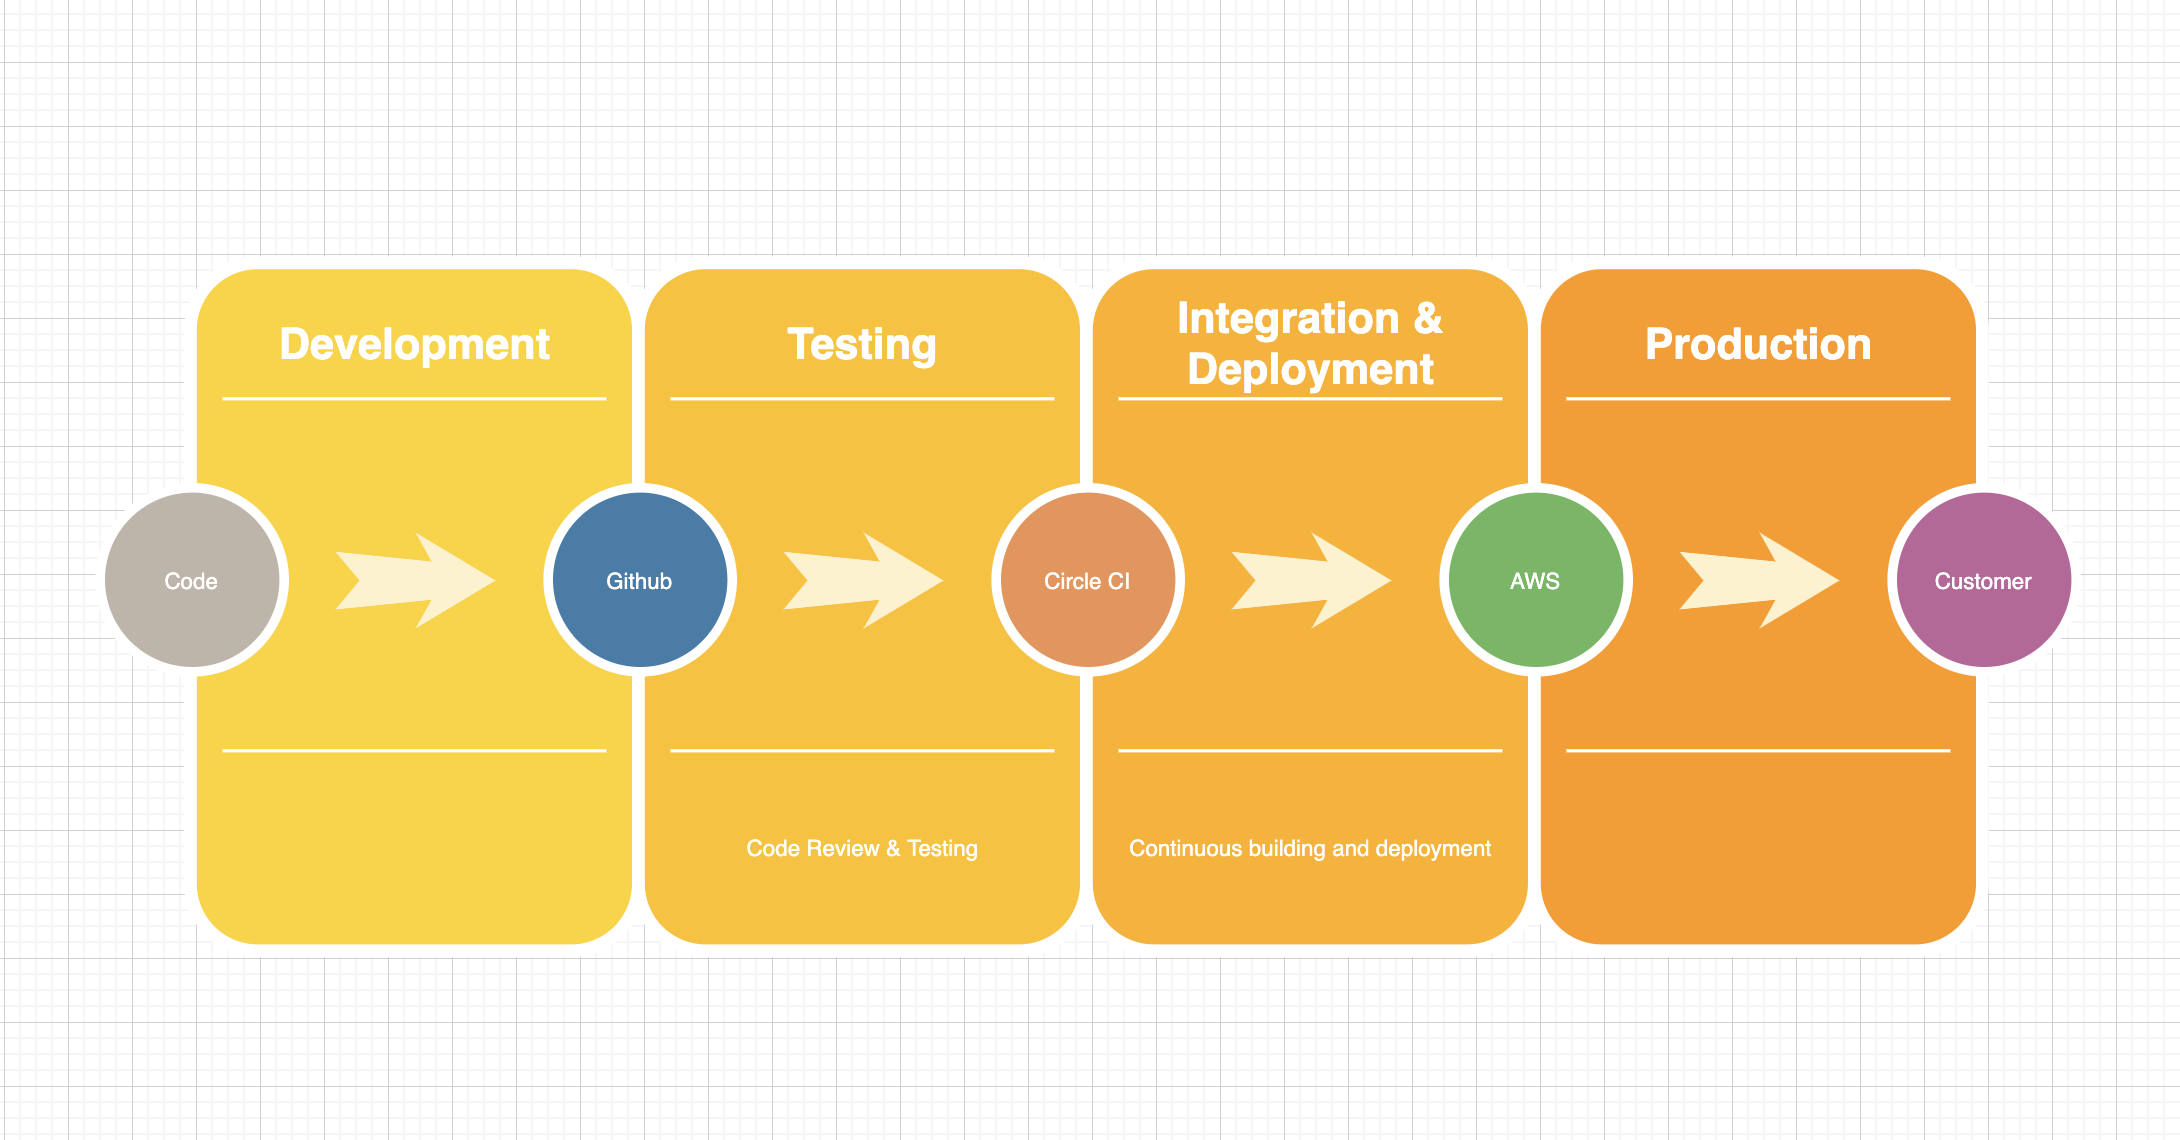 Development
Testing
Integration &
Deployment
Production
Code
Github
Circle CI
AWS
Customer
Code Review & Testing
Continuous building and deployment